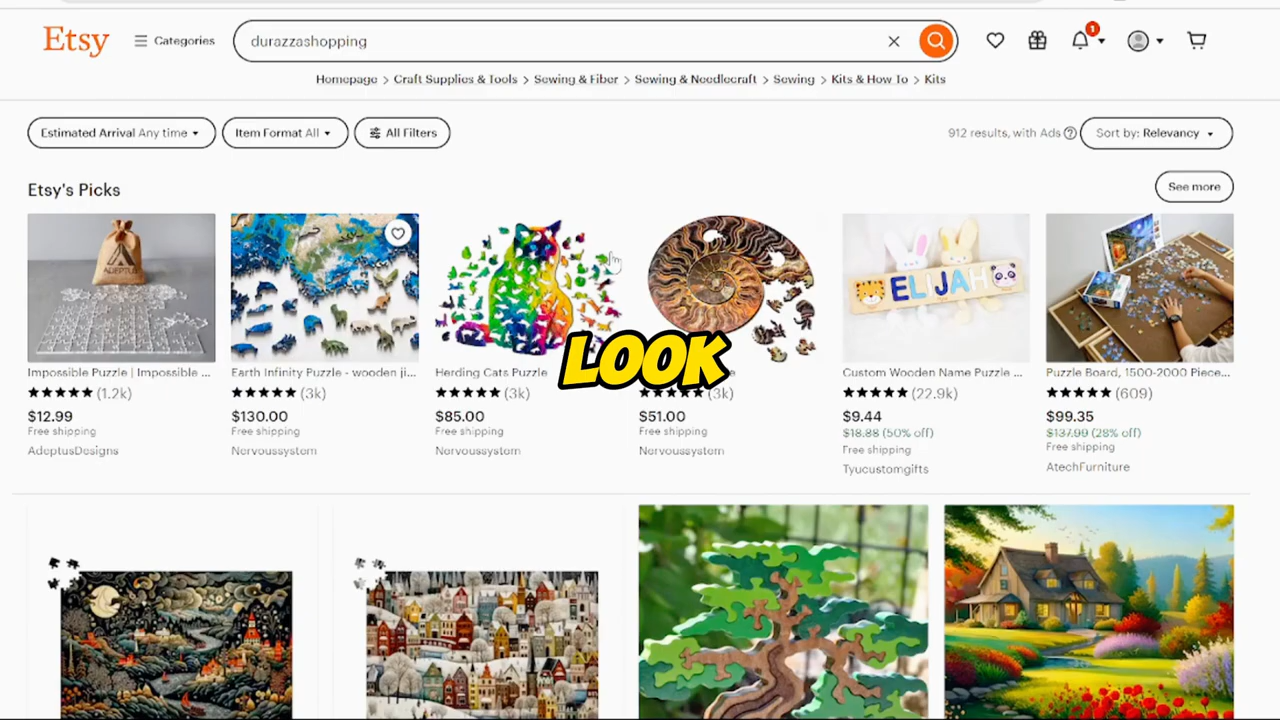 Etsy
Categories
durazzashopping
1
Homepage > Craft Supplies & Tools > Sewing & Fiber > Sewing & Needlecraft > Sewing > Kits & How To > Kits
Estimated Arrival Any time
Item Format All
All Filters
912 results, with Ads ?
Sort by: Relevancy
Etsy's Picks
See more
ADEPTUS
ELIJAH
LOOK
Impossible Puzzle | Impossible ...
★★★★★ (1.2k)
$12.99
Free shipping
AdeptusDesigns
Earth Infinity Puzzle - wooden ji...
★★★★★ (3k)
$130.00
Free shipping
Nervoussystem
Herding Cats Puzzle
★★★★★ (3k)
$85.00
Free shipping
Nervoussystem
★★★★★ (3k)
$51.00
Free shipping
Nervoussystem
Custom Wooden Name Puzzle ...
★★★★★ (22.9k)
$9.44
$18.88 (50% off)
Free shipping
Tyucustomgifts
Puzzle Board, 1500-2000 Piece...
★★★★★ (609)
$99.35
$137.99 (28% off)
Free shipping
AtechFurniture